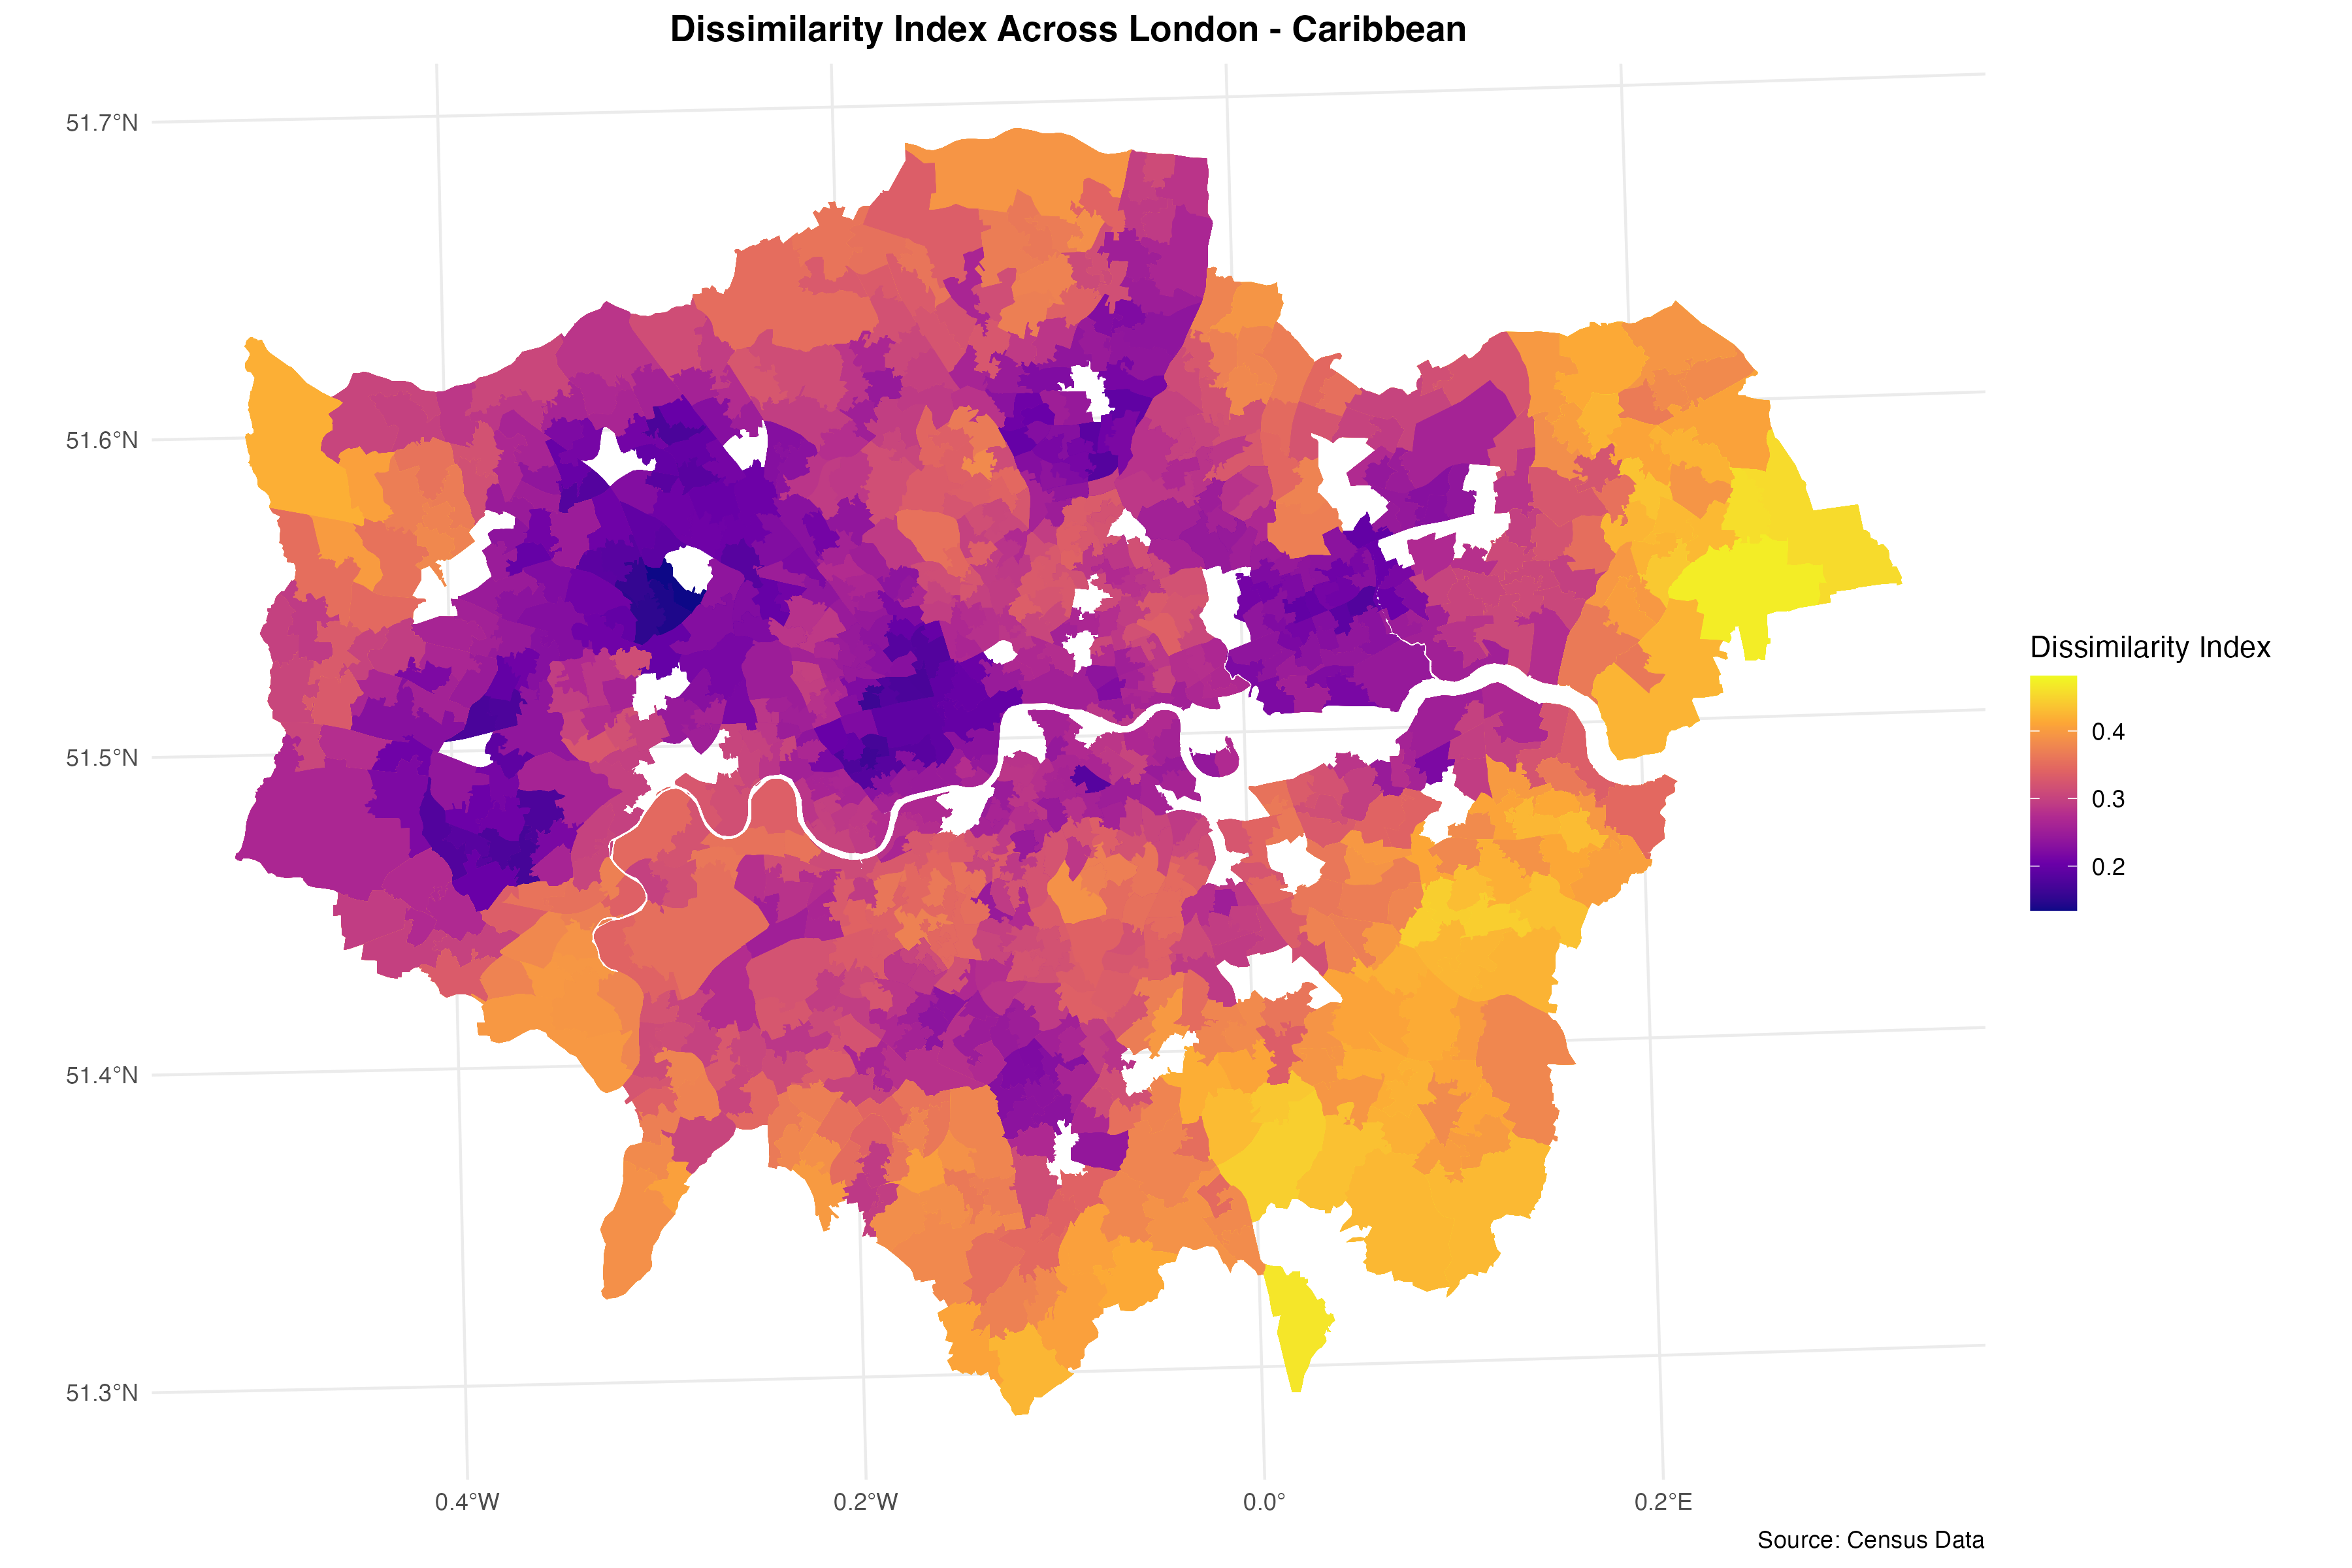 Dissimilarity Index Across London - Caribbean
51.7°N
51.6°N
51.5°N
51.4°N
51.3°N
0.4°W
0.2°W
0.0°
0.2°E
Dissimilarity Index
0.4
0.3
0.2
Source: Census Data